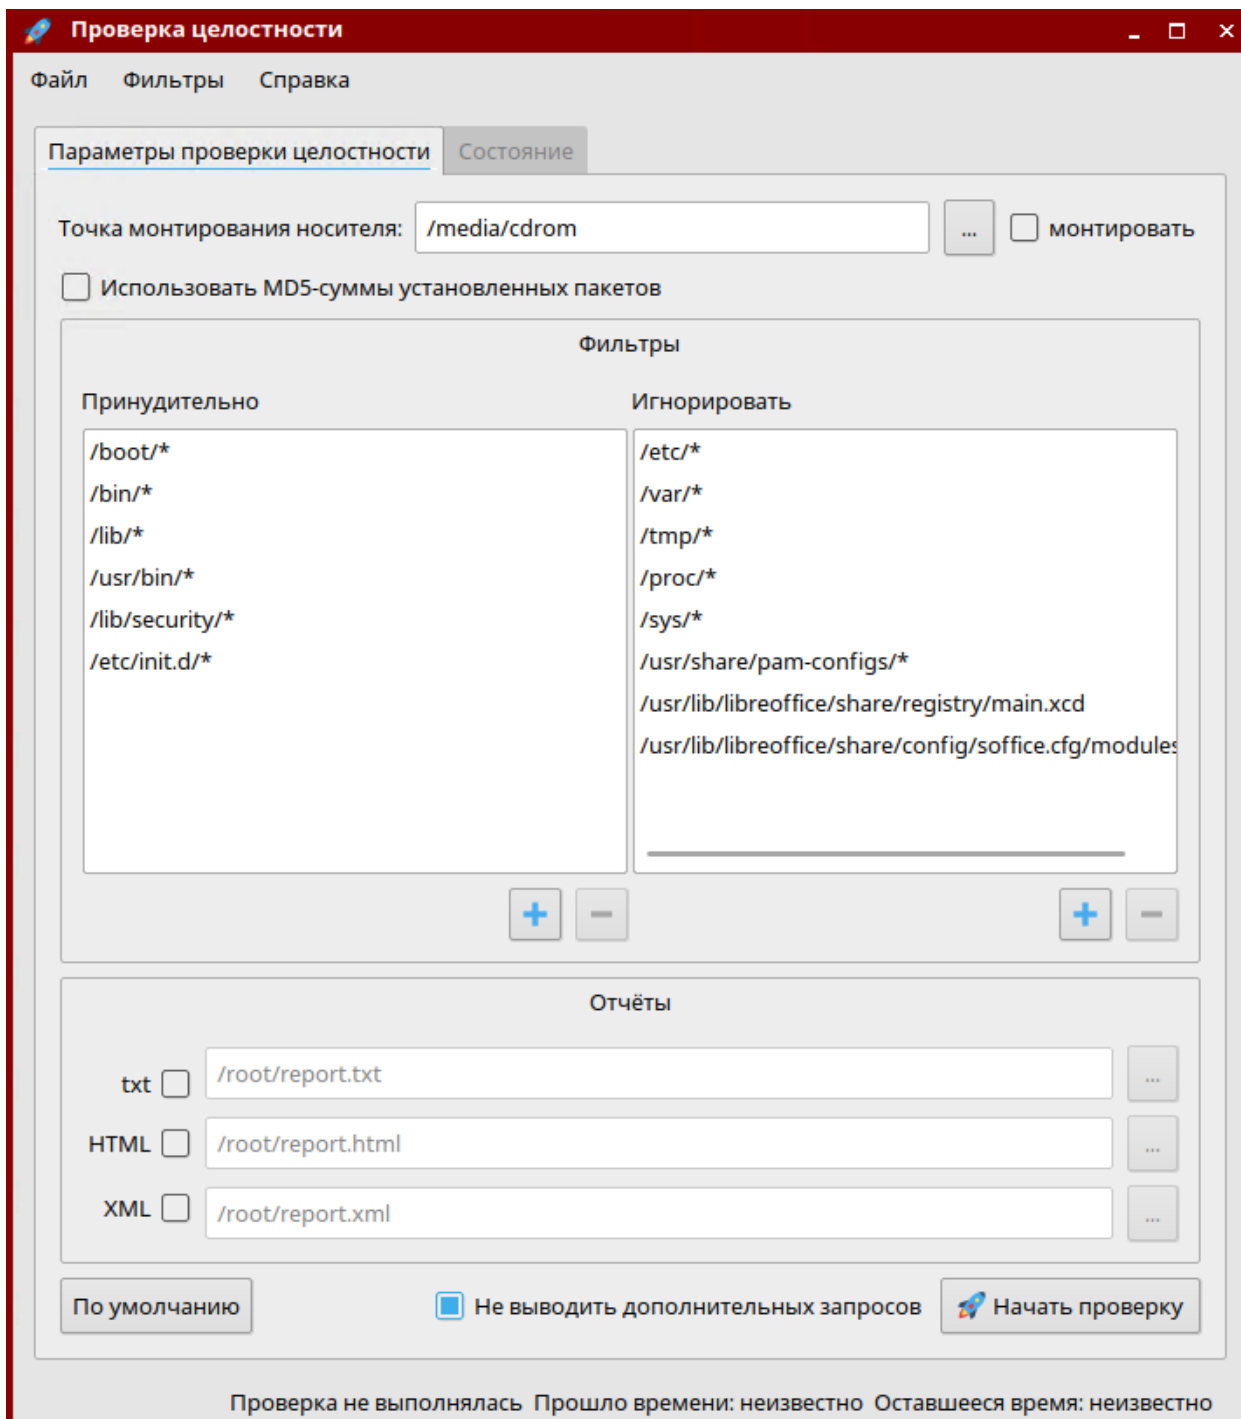 Проверка целостности
Файл Фильтры Справка
Параметры проверки целостности Состояние
Точка монтирования носителя: /media/cdrom ... монтировать
Использовать MD5-суммы установленных пакетов
Фильтры
Принудительно
/boot/*
/bin/*
/lib/*
/usr/bin/*
/lib/security/*
/etc/init.d/*
Игнорировать
/etc/*
/var/*
/tmp/*
/proc/*
/sys/*
/usr/share/pam-configs/*
/usr/lib/libreoffice/share/registry/main.xcd
/usr/lib/libreoffice/share/config/soffice.cfg/modules
Отчёты
txt /root/report.txt ...
HTML /root/report.html ...
XML /root/report.xml ...
По умолчанию Не выводить дополнительных запросов Начать проверку
Проверка не выполнялась Прошло времени: неизвестно Оставшееся время: неизвестно